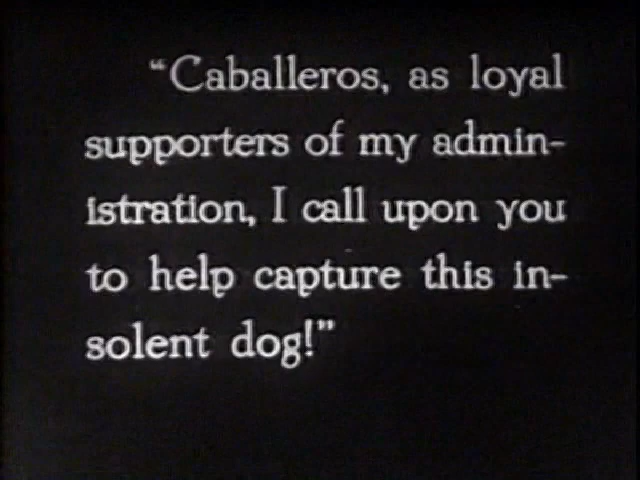 “Caballeros, as loyal
supporters of my admin-
istration, I call upon you
to help capture this in-
solent dog!”